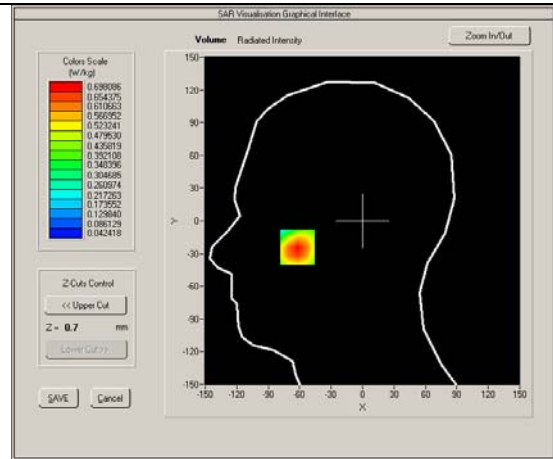 SAR Visualisation Graphical Interface
Volume Radiated Intensity
Zoom In/Out
Colors Scale
(W/kg)
0.698086
0.654375
0.610663
0.566952
0.523241
0.479530
0.435819
0.392108
0.348396
0.304685
0.260974
0.217263
0.173552
0.129840
0.086129
0.042418
Z-Cuts Control
<< Upper Cut
Z = 0.7 mm
Lower Cut >>
SAVE Cancel
150
120
90
60
30
Y 0
-30
-60
-90
-120
-150
-150 -120 -90 -60 -30 0 30 60 90 120 150
X